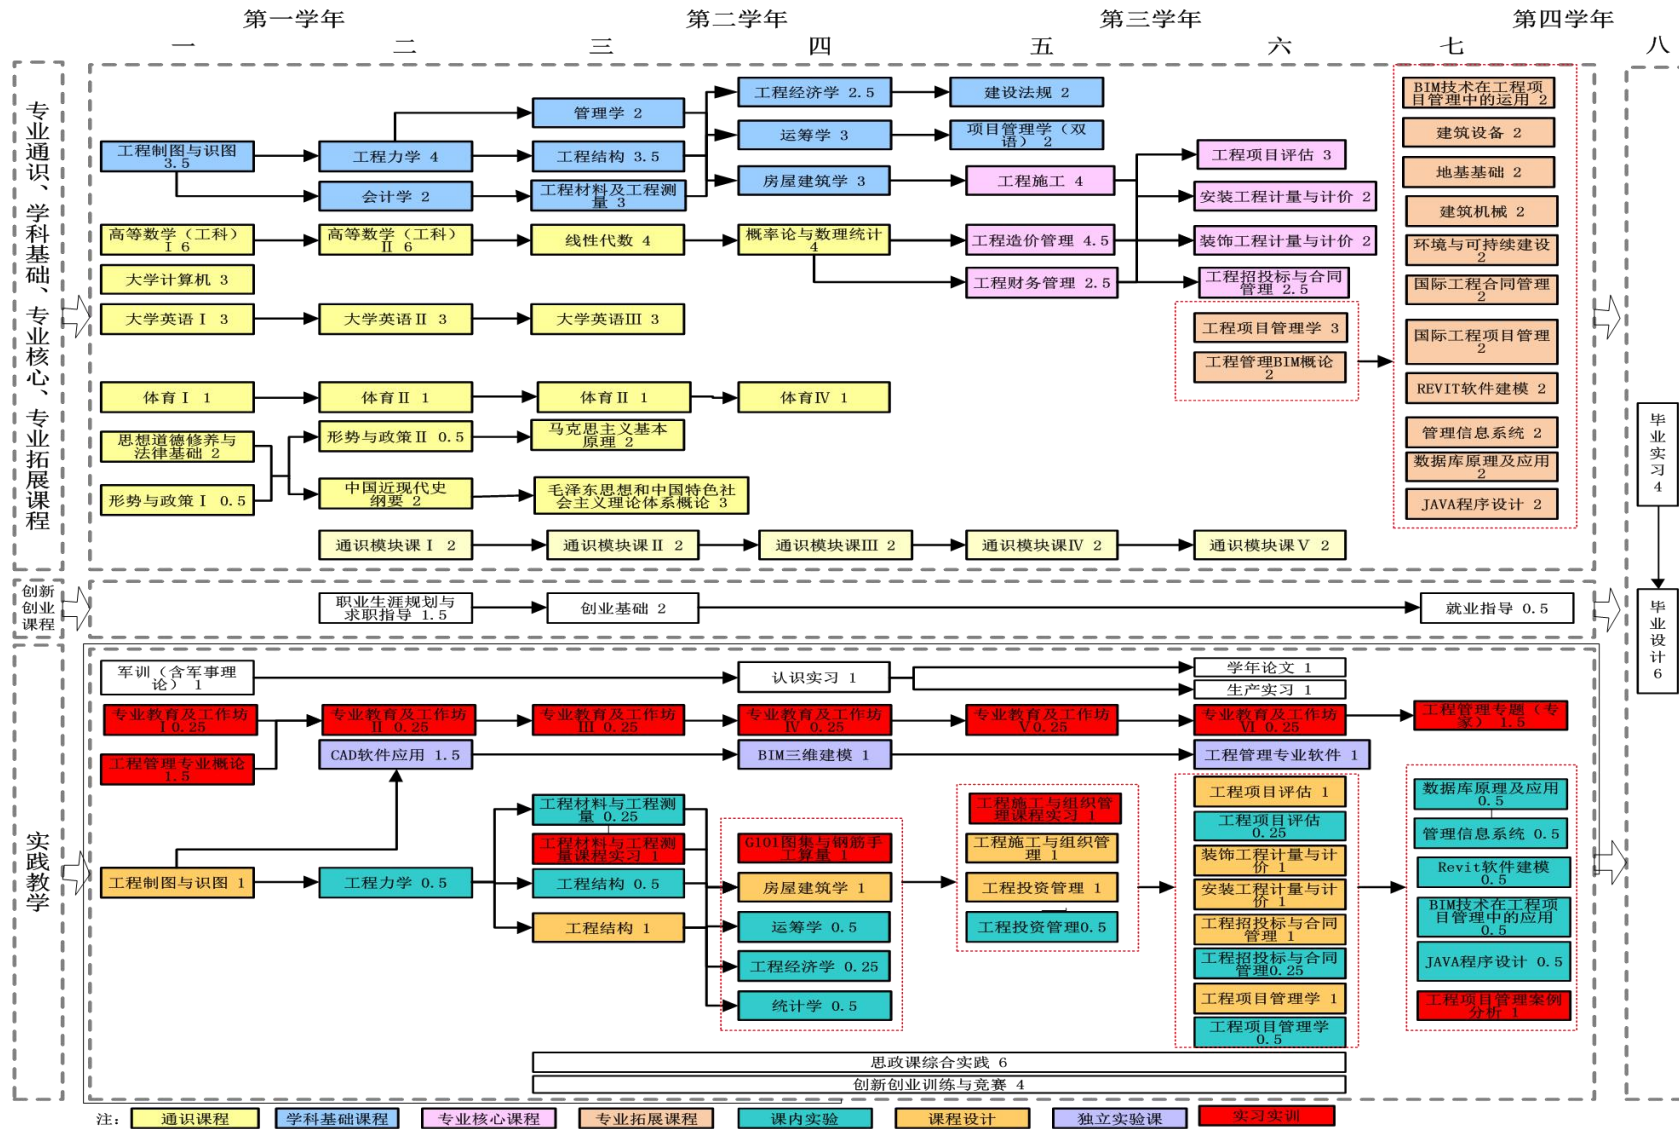 第一学年
第二学年
第三学年
第四学年
一
二
三
四
五
六
七
八
专业通识、学科基础、专业核心、专业拓展课程
工程制图与识图
3.5
工程力学 4
会计学 2
管理学 2
工程结构 3.5
工程材料及工程测
量 3
工程经济学 2.5
运筹学 3
房屋建筑学 3
建设法规 2
项目管理学（双
语） 2
工程施工 4
工程项目评估 3
安装工程计量与计价 2
装饰工程计量与计价 2
工程招投标与合同
管理 2.5
高等数学（工科）
Ⅰ 6
高等数学（工科）
Ⅱ 6
线性代数 4
概率论与数理统计
4
工程造价管理 4.5
工程财务管理 2.5
大学计算机 3
大学英语Ⅰ 3
大学英语Ⅱ 3
大学英语Ⅲ 3
工程项目管理学 3
工程管理BIM概论
2
体育Ⅰ 1
体育Ⅱ 1
体育Ⅱ 1
体育Ⅳ 1
思想道德修养与
法律基础 2
形势与政策Ⅰ 0.5
形势与政策Ⅱ 0.5
中国近现代史
纲要 2
马克思主义基本
原理 2
毛泽东思想和中国特色社
会主义理论体系概论 3
通识模块课Ⅰ 2
通识模块课Ⅱ 2
通识模块课Ⅲ 2
通识模块课Ⅳ 2
通识模块课Ⅴ 2
BIM技术在工程项
目管理中的运用 2
建筑设备 2
地基基础 2
建筑机械 2
环境与可持续建设
2
国际工程合同管理
2
国际工程项目管理
2
REVIT软件建模 2
管理信息系统 2
数据库原理及应用
2
JAVA程序设计 2
毕业实习 4
毕业设计 6
创新
创业
课程
职业生涯规划与
求职指导 1.5
创业基础 2
就业指导 0.5
实践教学
军训（含军事理
论） 1
认识实习 1
学年论文 1
生产实习 1
专业教育及工作坊
Ⅰ 0.25
专业教育及工作坊
Ⅱ 0.25
专业教育及工作坊
Ⅲ 0.25
专业教育及工作坊
Ⅳ 0.25
专业教育及工作坊
Ⅴ 0.25
专业教育及工作坊
Ⅵ 0.25
工程管理专题（专
家） 1.5
工程管理专业概论
1.5
CAD软件应用 1.5
BIM三维建模 1
工程管理专业软件 1
工程制图与识图 1
工程力学 0.5
工程材料与工程测
量 0.25
工程材料与工程测
量课程实习 1
工程结构 0.5
工程结构 1
G101图集与钢筋手
工算量 1
房屋建筑学 1
运筹学 0.5
工程经济学 0.25
统计学 0.5
工程施工与组织管
理课程实习 1
工程施工与组织管
理 1
工程投资管理 1
工程投资管理0.5
工程项目评估 1
工程项目评估
0.25
装饰工程计量与计
价 1
安装工程计量与计
价 1
工程招投标与合同
管理 1
工程招投标与合同
管理0.25
工程项目管理学 1
工程项目管理学
0.5
数据库原理及应用
0.5
管理信息系统 0.5
Revit软件建模
0.5
BIM技术在工程项
目管理中的应用
0.5
JAVA程序设计 0.5
工程项目管理案例
分析 1
思政课综合实践 6
创新创业训练与竞赛 4
注：
通识课程
学科基础课程
专业核心课程
专业拓展课程
课内实验
课程设计
独立实验课
实习实训